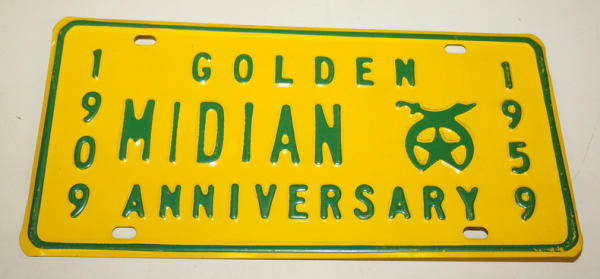 GOLDEN
1909
MIDIAN
1959
ANNIVERSARY